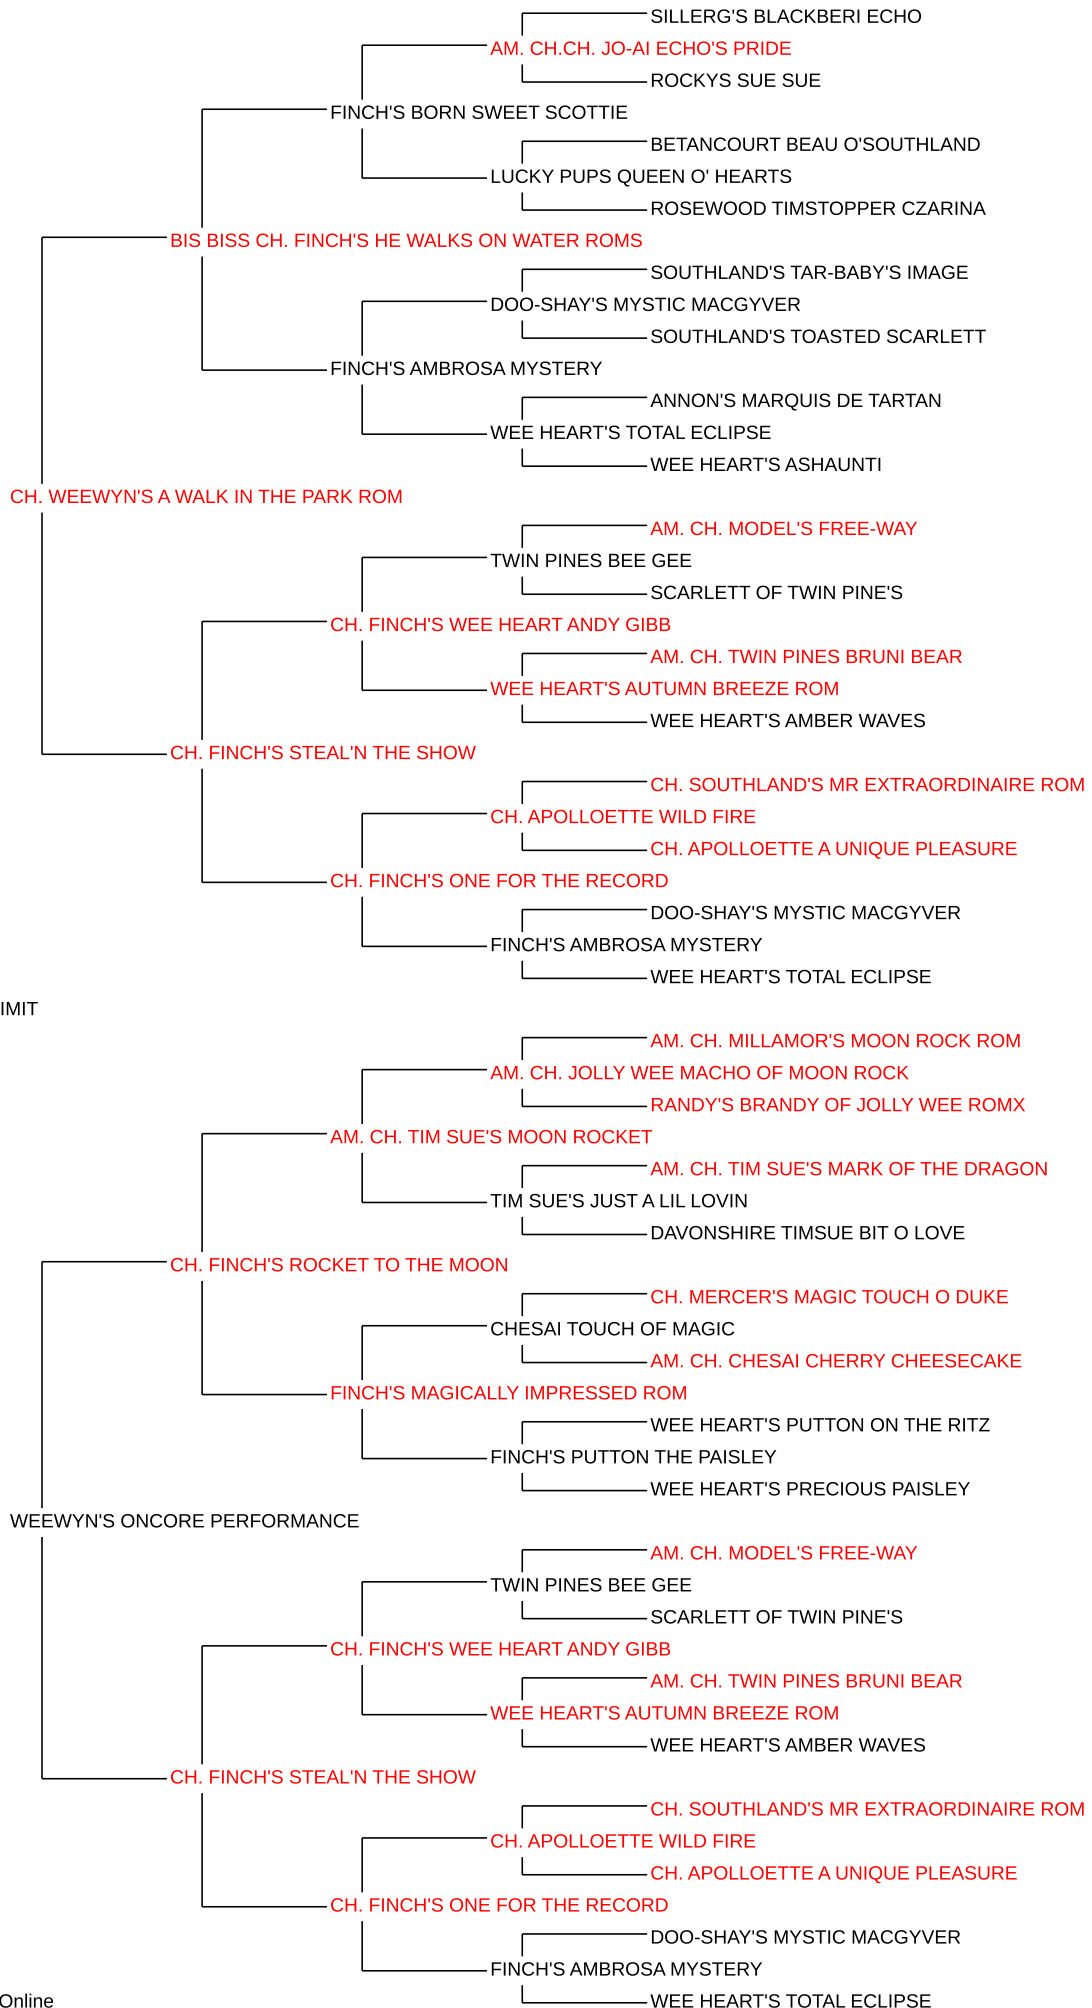 SILLERG'S BLACKBERI ECHO
AM. CH.CH. JO-AI ECHO'S PRIDE
ROCKYS SUE SUE
FINCH'S BORN SWEET SCOTTIE
BETANCOURT BEAU O'SOUTHLAND
LUCKY PUPS QUEEN O' HEARTS
ROSEWOOD TIMSTOPPER CZARINA
BIS BISS CH. FINCH'S HE WALKS ON WATER ROMS
SOUTHLAND'S TAR-BABY'S IMAGE
DOO-SHAY'S MYSTIC MACGYVER
SOUTHLAND'S TOASTED SCARLETT
FINCH'S AMBROSA MYSTERY
ANNON'S MARQUIS DE TARTAN
WEE HEART'S TOTAL ECLIPSE
WEE HEART'S ASHAUNTI
CH. WEEWYN'S A WALK IN THE PARK ROM
AM. CH. MODEL'S FREE-WAY
TWIN PINES BEE GEE
SCARLETT OF TWIN PINE'S
CH. FINCH'S WEE HEART ANDY GIBB
AM. CH. TWIN PINES BRUNI BEAR
WEE HEART'S AUTUMN BREEZE ROM
WEE HEART'S AMBER WAVES
CH. FINCH'S STEAL'N THE SHOW
CH. SOUTHLAND'S MR EXTRAORDINAIRE ROM
CH. APOLLOETTE WILD FIRE
CH. APOLLOETTE A UNIQUE PLEASURE
CH. FINCH'S ONE FOR THE RECORD
DOO-SHAY'S MYSTIC MACGYVER
FINCH'S AMBROSA MYSTERY
WEE HEART'S TOTAL ECLIPSE
IMIT
AM. CH. MILLAMOR'S MOON ROCK ROM
AM. CH. JOLLY WEE MACHO OF MOON ROCK
RANDY'S BRANDY OF JOLLY WEE ROMX
AM. CH. TIM SUE'S MOON ROCKET
AM. CH. TIM SUE'S MARK OF THE DRAGON
TIM SUE'S JUST A LIL LOVIN
DAVONSHIRE TIMSUE BIT O LOVE
CH. FINCH'S ROCKET TO THE MOON
CH. MERCER'S MAGIC TOUCH O DUKE
CHESAI TOUCH OF MAGIC
AM. CH. CHESAI CHERRY CHEESECAKE
FINCH'S MAGICALLY IMPRESSED ROM
WEE HEART'S PUTTON ON THE RITZ
FINCH'S PUTTON THE PAISLEY
WEE HEART'S PRECIOUS PAISLEY
WEEWYN'S ONCORE PERFORMANCE
AM. CH. MODEL'S FREE-WAY
TWIN PINES BEE GEE
SCARLETT OF TWIN PINE'S
CH. FINCH'S WEE HEART ANDY GIBB
AM. CH. TWIN PINES BRUNI BEAR
WEE HEART'S AUTUMN BREEZE ROM
WEE HEART'S AMBER WAVES
CH. FINCH'S STEAL'N THE SHOW
CH. SOUTHLAND'S MR EXTRAORDINAIRE ROM
CH. APOLLOETTE WILD FIRE
CH. APOLLOETTE A UNIQUE PLEASURE
CH. FINCH'S ONE FOR THE RECORD
DOO-SHAY'S MYSTIC MACGYVER
FINCH'S AMBROSA MYSTERY
WEE HEART'S TOTAL ECLIPSE
Online